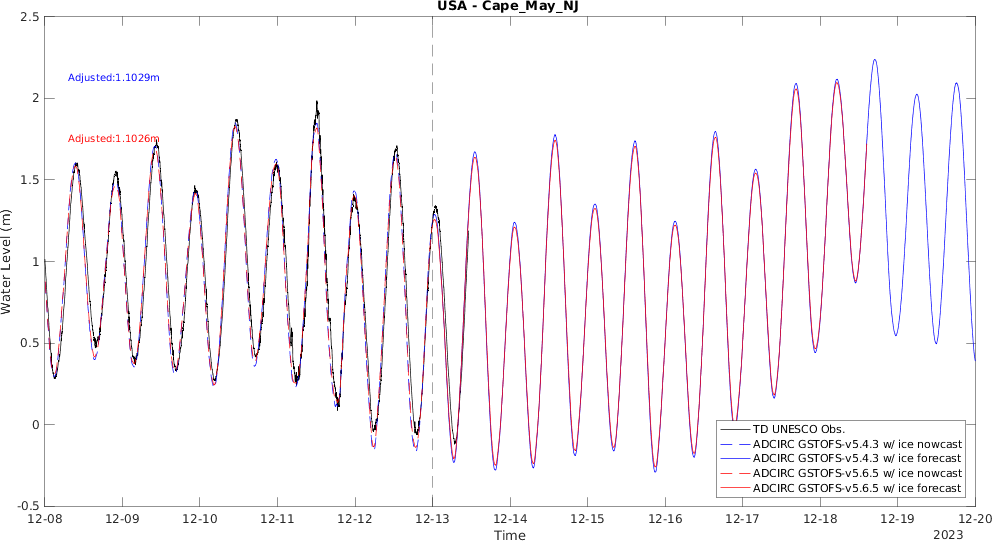 USA - Cape_May_NJ
Water Level (m)
2.5
2
1.5
1
0.5
0
-0.5
Adjusted:1.1029m
Adjusted:1.1026m
TD UNESCO Obs.
ADCIRC GSTOFS-v5.4.3 w/ ice nowcast
ADCIRC GSTOFS-v5.4.3 w/ ice forecast
ADCIRC GSTOFS-v5.6.5 w/ ice nowcast
ADCIRC GSTOFS-v5.6.5 w/ ice forecast
12-08 12-09 12-10 12-11 12-12 12-13 12-14 12-15 12-16 12-17 12-18 12-19 12-20
Time
2023